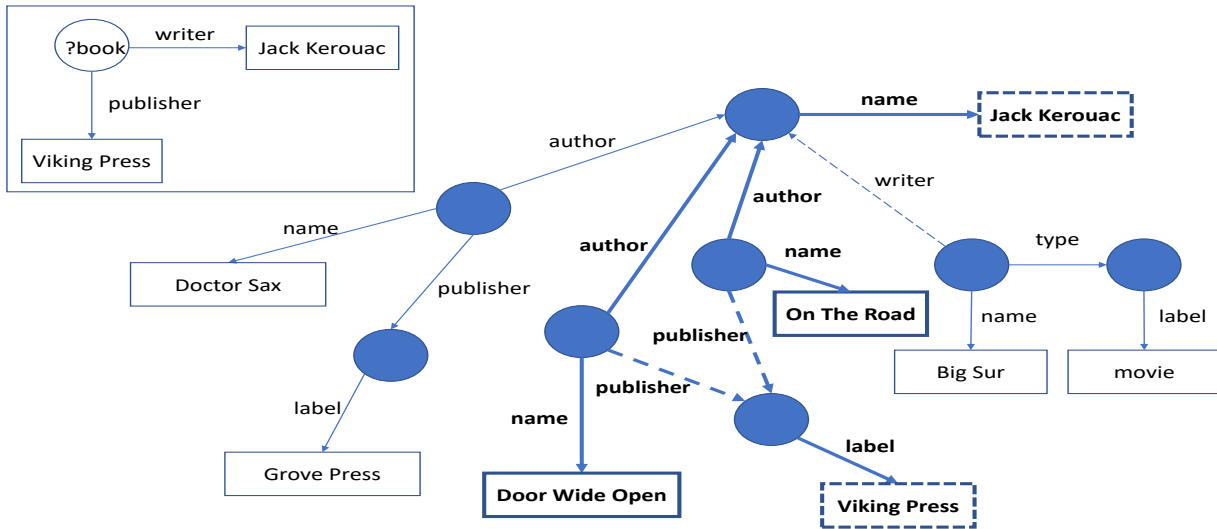 writer
?book
Jack Kerouac
publisher
Viking Press
name
Jack Kerouac
author
writer
author
name
author
name
type
Doctor Sax
publisher
On The Road
publisher
name
label
publisher
Big Sur
movie
label
name
label
Grove Press
Door Wide Open
Viking Press